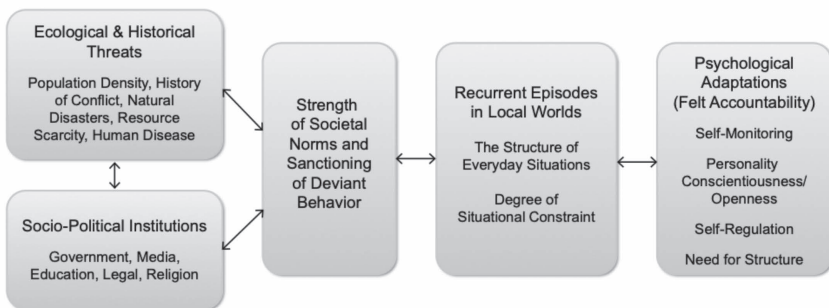 Ecological & Historical
Threats
Population Density, History
of Conflict, Natural
Disasters, Resource
Scarcity, Human Disease
Socio-Political Institutions
Government, Media,
Education, Legal, Religion
Strength
of Societal
Norms and
Sanctioning
of Deviant
Behavior
Recurrent Episodes
in Local Worlds
The Structure of
Everyday Situations
Degree of
Situational Constraint
Psychological
Adaptations
(Felt Accountability)
Self-Monitoring
Personality
Conscientiousness/
Openness
Self-Regulation
Need for Structure